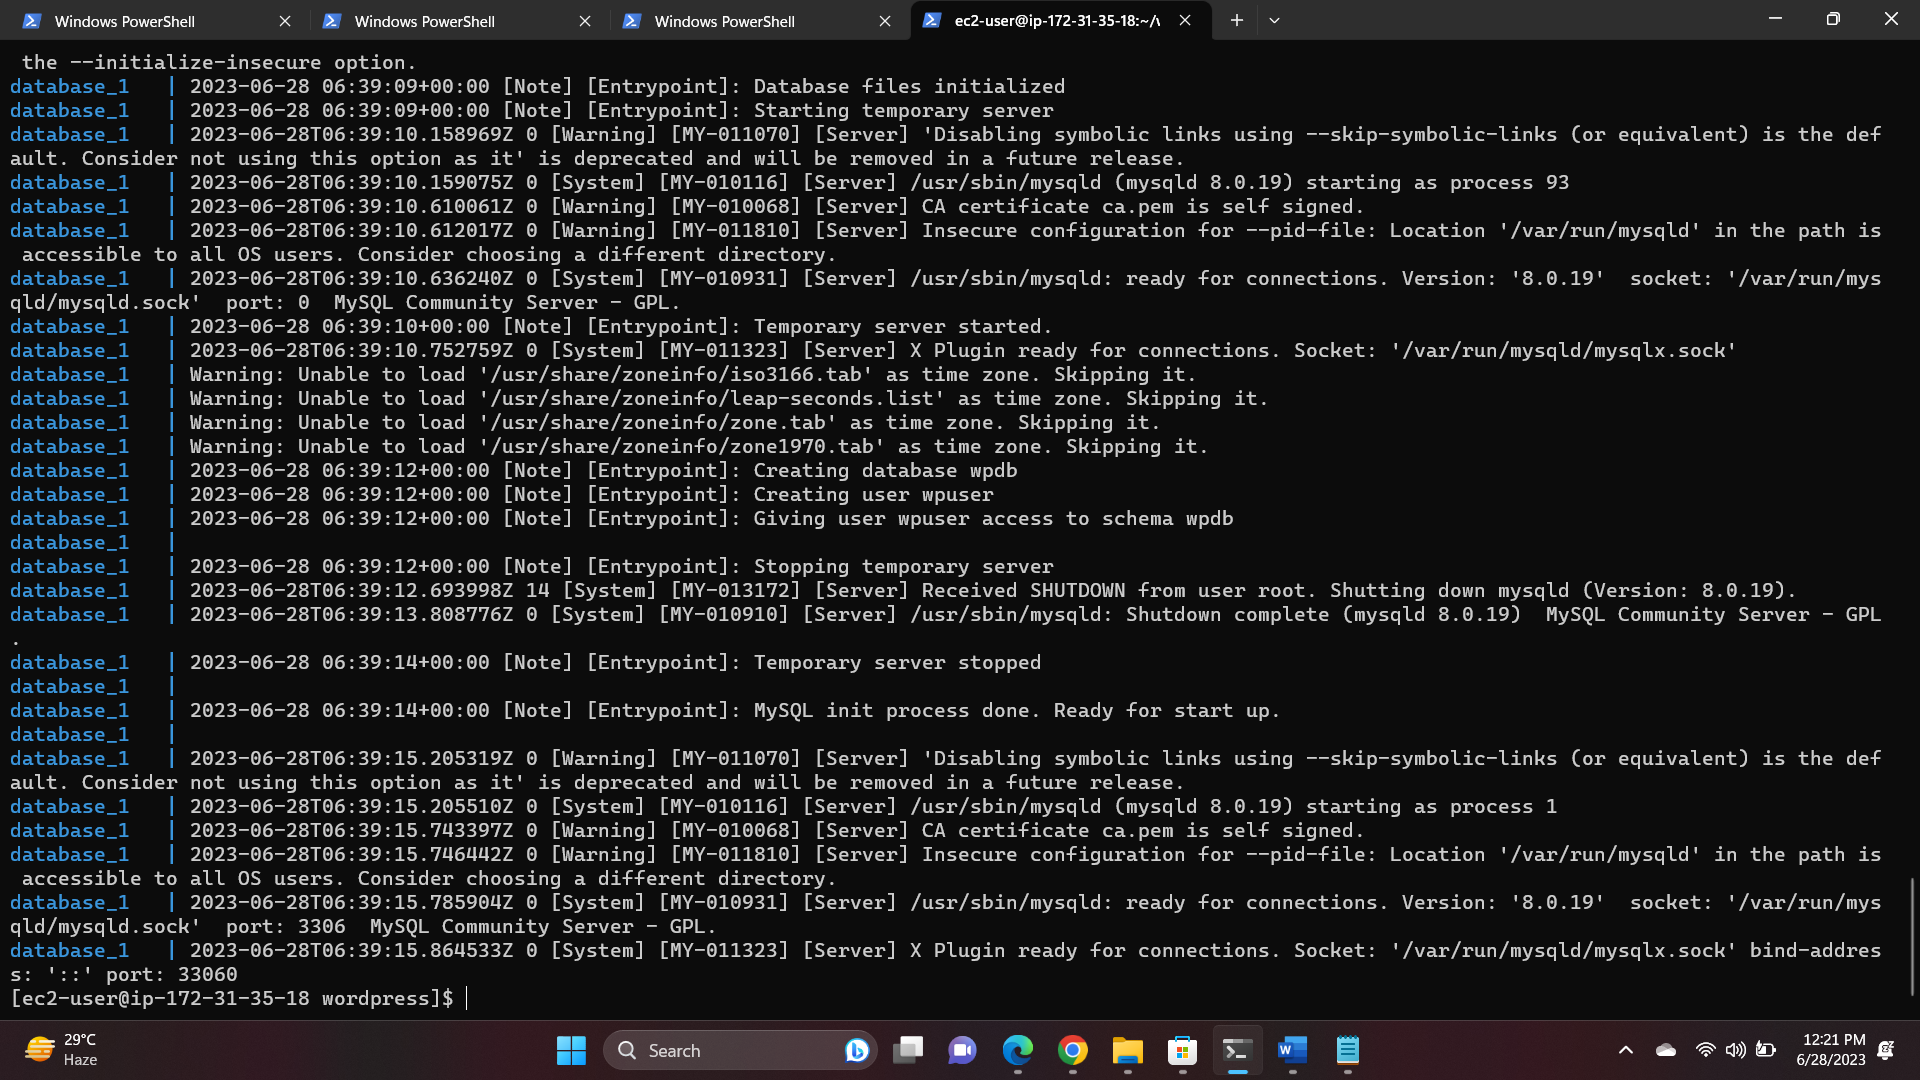 Windows PowerShell
Windows PowerShell
Windows PowerShell
ec2-user@ip-172-31-35-18:~/v
 the --initialize-insecure option.
database_1   | 2023-06-28 06:39:09+00:00 [Note] [Entrypoint]: Database files initialized
database_1   | 2023-06-28 06:39:09+00:00 [Note] [Entrypoint]: Starting temporary server
database_1   | 2023-06-28T06:39:10.158969Z 0 [Warning] [MY-011070] [Server] 'Disabling symbolic links using --skip-symbolic-links (or equivalent) is the def
ault. Consider not using this option as it' is deprecated and will be removed in a future release.
database_1   | 2023-06-28T06:39:10.159075Z 0 [System] [MY-010116] [Server] /usr/sbin/mysqld (mysqld 8.0.19) starting as process 93
database_1   | 2023-06-28T06:39:10.610061Z 0 [Warning] [MY-010068] [Server] CA certificate ca.pem is self signed.
database_1   | 2023-06-28T06:39:10.612017Z 0 [Warning] [MY-011810] [Server] Insecure configuration for --pid-file: Location '/var/run/mysqld' in the path is
 accessible to all OS users. Consider choosing a different directory.
database_1   | 2023-06-28T06:39:10.636240Z 0 [System] [MY-010931] [Server] /usr/sbin/mysqld: ready for connections. Version: '8.0.19'  socket: '/var/run/mys
qld/mysqld.sock'  port: 0  MySQL Community Server - GPL.
database_1   | 2023-06-28 06:39:10+00:00 [Note] [Entrypoint]: Temporary server started.
database_1   | 2023-06-28T06:39:10.752759Z 0 [System] [MY-011323] [Server] X Plugin ready for connections. Socket: '/var/run/mysqld/mysqlx.sock'
database_1   | Warning: Unable to load '/usr/share/zoneinfo/iso3166.tab' as time zone. Skipping it.
database_1   | Warning: Unable to load '/usr/share/zoneinfo/leap-seconds.list' as time zone. Skipping it.
database_1   | Warning: Unable to load '/usr/share/zoneinfo/zone.tab' as time zone. Skipping it.
database_1   | Warning: Unable to load '/usr/share/zoneinfo/zone1970.tab' as time zone. Skipping it.
database_1   | 2023-06-28 06:39:12+00:00 [Note] [Entrypoint]: Creating database wpdb
database_1   | 2023-06-28 06:39:12+00:00 [Note] [Entrypoint]: Creating user wpuser
database_1   | 2023-06-28 06:39:12+00:00 [Note] [Entrypoint]: Giving user wpuser access to schema wpdb
database_1   |
database_1   | 2023-06-28 06:39:12+00:00 [Note] [Entrypoint]: Stopping temporary server
database_1   | 2023-06-28T06:39:12.693998Z 14 [System] [MY-013172] [Server] Received SHUTDOWN from user root. Shutting down mysqld (Version: 8.0.19).
database_1   | 2023-06-28T06:39:13.808776Z 0 [System] [MY-010910] [Server] /usr/sbin/mysqld: Shutdown complete (mysqld 8.0.19)  MySQL Community Server - GPL
.
database_1   | 2023-06-28 06:39:14+00:00 [Note] [Entrypoint]: Temporary server stopped
database_1   |
database_1   | 2023-06-28 06:39:14+00:00 [Note] [Entrypoint]: MySQL init process done. Ready for start up.
database_1   |
database_1   | 2023-06-28T06:39:15.205319Z 0 [Warning] [MY-011070] [Server] 'Disabling symbolic links using --skip-symbolic-links (or equivalent) is the def
ault. Consider not using this option as it' is deprecated and will be removed in a future release.
database_1   | 2023-06-28T06:39:15.205510Z 0 [System] [MY-010116] [Server] /usr/sbin/mysqld (mysqld 8.0.19) starting as process 1
database_1   | 2023-06-28T06:39:15.743397Z 0 [Warning] [MY-010068] [Server] CA certificate ca.pem is self signed.
database_1   | 2023-06-28T06:39:15.746442Z 0 [Warning] [MY-011810] [Server] Insecure configuration for --pid-file: Location '/var/run/mysqld' in the path is
 accessible to all OS users. Consider choosing a different directory.
database_1   | 2023-06-28T06:39:15.785904Z 0 [System] [MY-010931] [Server] /usr/sbin/mysqld: ready for connections. Version: '8.0.19'  socket: '/var/run/mys
qld/mysqld.sock'  port: 3306  MySQL Community Server - GPL.
database_1   | 2023-06-28T06:39:15.864533Z 0 [System] [MY-011323] [Server] X Plugin ready for connections. Socket: '/var/run/mysqld/mysqlx.sock' bind-addres
s: '::' port: 33060
[ec2-user@ip-172-31-35-18 wordpress]$
29°C
Haze
Search
12:21 PM
6/28/2023